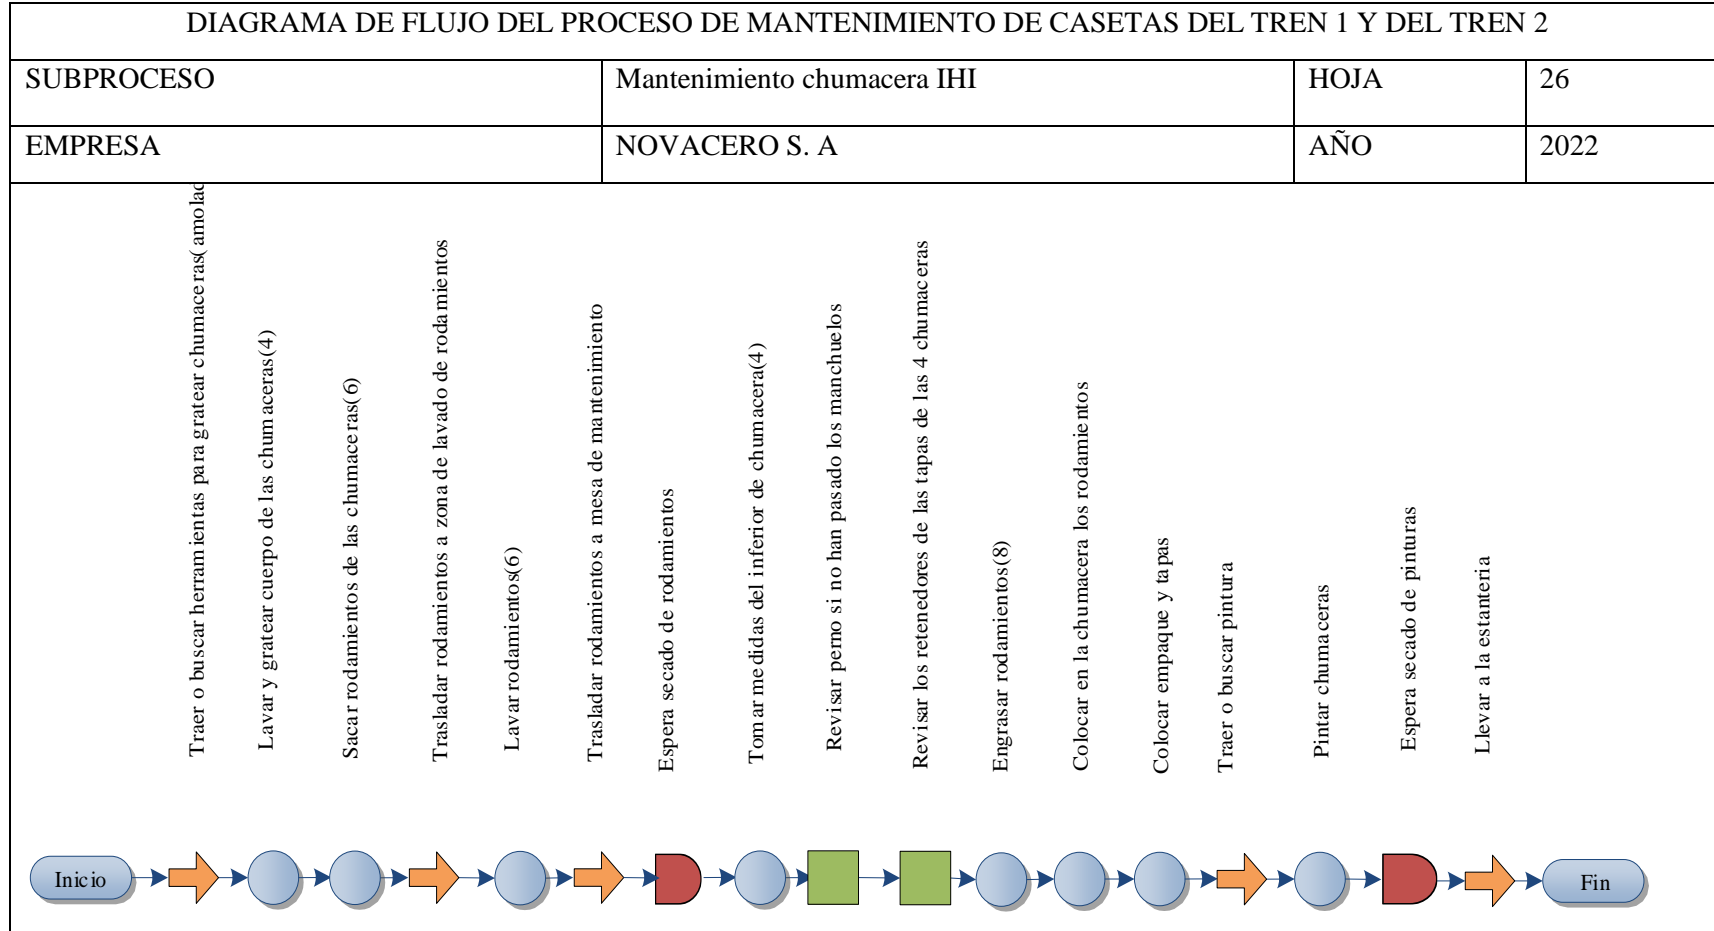 DIAGRAMA DE FLUJO DEL PROCESO DE MANTENIMIENTO DE CASETAS DEL TREN 1 Y DEL TREN 2
SUBPROCESO
Mantenimiento chumacera IHI
HOJA
26
EMPRESA
NOVACERO S. A
AÑO
2022
Traer o buscar herramientas para gratear chumaceras(
Lavar y gratear cuerpo de las chumaceras(4)
Sacar rodamientos de las chumaceras(6)
Trasladar rodamientos a zona de lavado de rodamientos
Lavar rodamientos(6)
Trasladar rodamientos a mesa de mantenimiento
Espera secado de rodamientos
Tomar medidas del inferior de chumacera(4)
Revisar perno si no han pasado los manchuelos
Revisar los retenedores de las tapas de las 4 chumaceras
Engrasar rodamientos(8)
Colocar en la chumacera los rodamientos
Colocar empaque y tapas
Traer o buscar pintura
Pintar chumaceras
Espera secado de pinturas
Llevar a la estanteria
Inicio
Fin